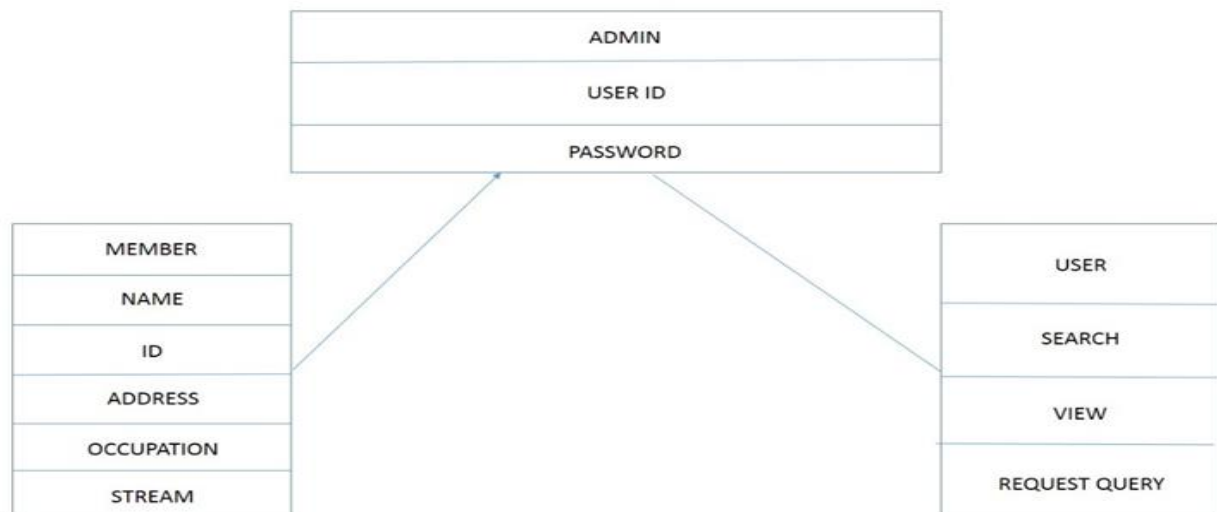 ADMIN
USER ID
PASSWORD
MEMBER
NAME
ID
ADDRESS
OCCUPATION
STREAM
USER
SEARCH
VIEW
REQUEST QUERY